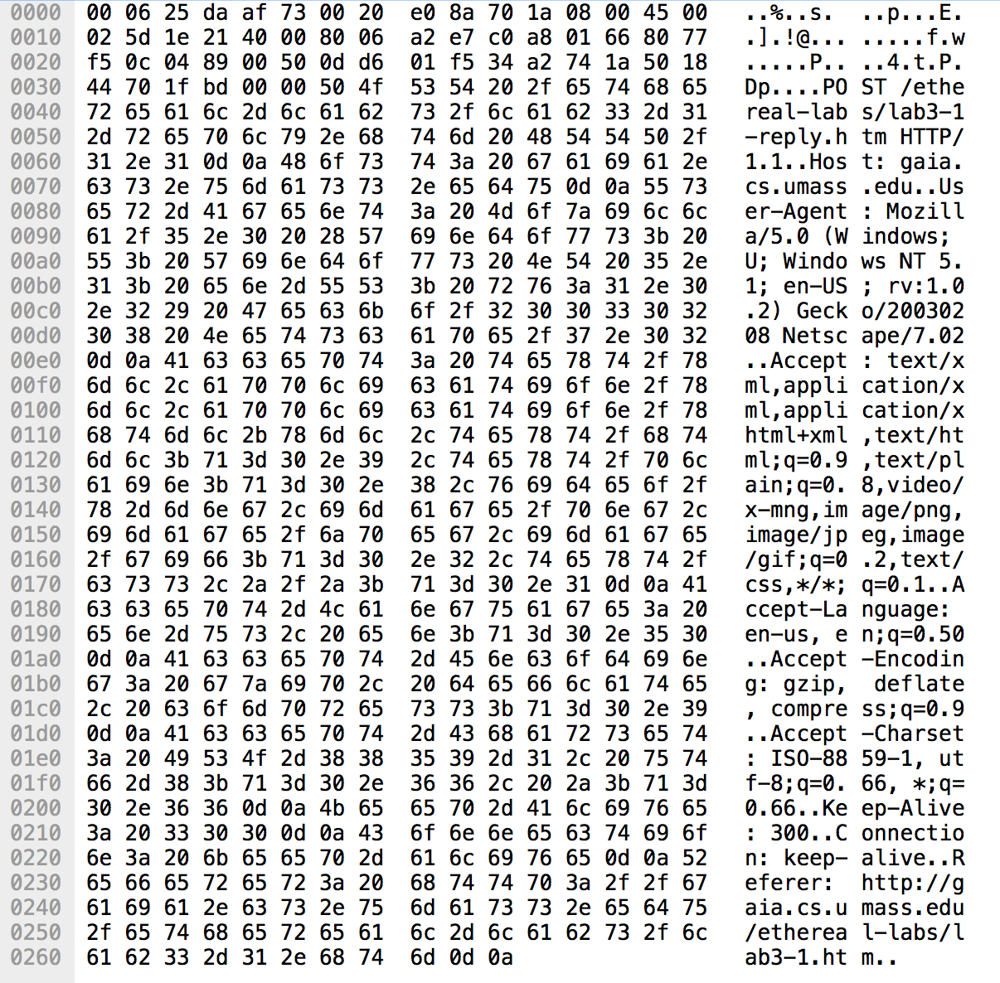 0000 00 06 25 da af 73 00 20 e0 8a 70 1a 08 00 45 00 ..%..s. ..p...E.
0010 02 5d 1e 21 40 00 80 06 a2 e7 c0 a8 01 66 80 77 .].!@... .....f.w
0020 f5 0c 04 89 00 50 0d d6 01 f5 34 a2 74 1a 50 18 .....P.. ..4.t.P.
0030 44 70 1f bd 00 00 50 4f 53 54 20 2f 65 74 68 65 Dp....PO ST /ethe
0040 72 65 61 6c 2d 6c 61 62 73 2f 6c 61 62 33 2d 31 real-lab s/lab3-1
0050 2d 72 65 70 6c 79 2e 68 74 6d 20 48 54 54 50 2f -reply.h tm HTTP/
0060 31 2e 31 0d 0a 48 6f 73 74 3a 20 67 61 69 61 2e 1.1..Hos t: gaia.
0070 63 73 2e 75 6d 61 73 73 2e 65 64 75 0d 0a 55 73 cs.umass .edu..Us
0080 65 72 2d 41 67 65 6e 74 3a 20 4d 6f 7a 69 6c 6c er-Agent : Mozill
0090 61 2f 35 2e 30 20 28 57 69 6e 64 6f 77 73 3b 20 a/5.0 (W indows;
00a0 55 3b 20 57 69 6e 64 6f 77 73 20 4e 54 20 35 2e U; Windo ws NT 5.
00b0 31 3b 20 65 6e 2d 55 53 3b 20 72 76 3a 31 2e 30 1; en-US ; rv:1.0
00c0 2e 32 29 20 47 65 63 6b 6f 2f 32 30 30 33 30 32 .2) Geck o/200302
00d0 30 38 20 4e 65 74 73 63 61 70 65 2f 37 2e 30 32 08 Netsc ape/7.02
00e0 0d 0a 41 63 63 65 70 74 3a 20 74 65 78 74 2f 78 ..Accept : text/x
00f0 6d 6c 2c 61 70 70 6c 69 63 61 74 69 6f 6e 2f 78 ml,appli cation/x
0100 6d 6c 2c 61 70 70 6c 69 63 61 74 69 6f 6e 2f 78 ml,appli cation/x
0110 68 74 6d 6c 2b 78 6d 6c 2c 74 65 78 74 2f 68 74 html+xml ,text/ht
0120 6d 6c 3b 71 3d 30 2e 39 2c 74 65 78 74 2f 70 6c ml;q=0.9 ,text/pl
0130 61 69 6e 3b 71 3d 30 2e 38 2c 76 69 64 65 6f 2f ain;q=0. 8,video/
0140 78 2d 6d 6e 67 2c 69 6d 61 67 65 2f 70 6e 67 2c x-mng,im age/png,
0150 69 6d 61 67 65 2f 6a 70 65 67 2c 69 6d 61 67 65 image/jp eg,image
0160 2f 67 69 66 3b 71 3d 30 2e 32 2c 74 65 78 74 2f /gif;q=0 .2,text/
0170 63 73 73 2c 2a 2f 2a 3b 71 3d 30 2e 31 0d 0a 41 css,*/*; q=0.1..A
0180 63 63 65 70 74 2d 4c 61 6e 67 75 61 67 65 3a 20 ccept-La nguage:
0190 65 6e 2d 75 73 2c 20 65 6e 3b 71 3d 30 2e 35 30 en-us, e n;q=0.50
01a0 0d 0a 41 63 63 65 70 74 2d 45 6e 63 6f 64 69 6e ..Accept -Encodin
01b0 67 3a 20 67 7a 69 70 2c 20 64 65 66 6c 61 74 65 g: gzip,  deflate
01c0 2c 20 63 6f 6d 70 72 65 73 73 3b 71 3d 30 2e 39 , compre ss;q=0.9
01d0 0d 0a 41 63 63 65 70 74 2d 43 68 61 72 73 65 74 ..Accept -Charset
01e0 3a 20 49 53 4f 2d 38 38 35 39 2d 31 2c 20 75 74 : ISO-88 59-1, ut
01f0 66 2d 38 3b 71 3d 30 2e 36 36 2c 20 2a 3b 71 3d f-8;q=0. 66, *;q=
0200 30 2e 36 36 0d 0a 4b 65 65 70 2d 41 6c 69 76 65 0.66..Ke ep-Alive
0210 3a 20 33 30 30 0d 0a 43 6f 6e 6e 65 63 74 69 6f : 300..C onnectio
0220 6e 3a 20 6b 65 65 70 2d 61 6c 69 76 65 0d 0a 52 n: keep- alive..R
0230 65 66 65 72 65 72 3a 20 68 74 74 70 3a 2f 2f 67 eferer:  http://g
0240 61 69 61 2e 63 73 2e 75 6d 61 73 73 2e 65 64 75 aia.cs.u mass.edu
0250 2f 65 74 68 65 72 65 61 6c 2d 6c 61 62 73 2f 6c /etherea l-labs/l
0260 61 62 33 2d 31 2e 68 74 6d 0d 0a ab3-1.ht m..